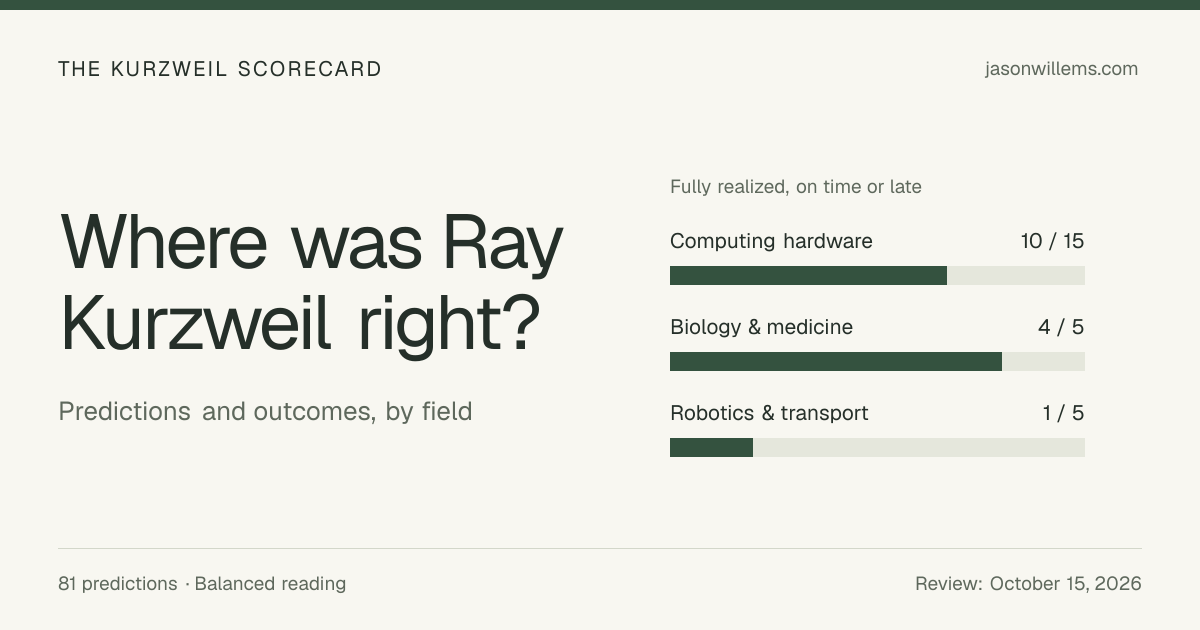 THE KURZWEIL SCORECARD
jasonwillems.com
Where was Ray
Kurzweil right?
Predictions and outcomes, by field
Fully realized, on time or late
Computing hardware 10 / 15
Biology & medicine 4 / 5
Robotics & transport 1 / 5
81 predictions · Balanced reading
Review: October 15, 2026